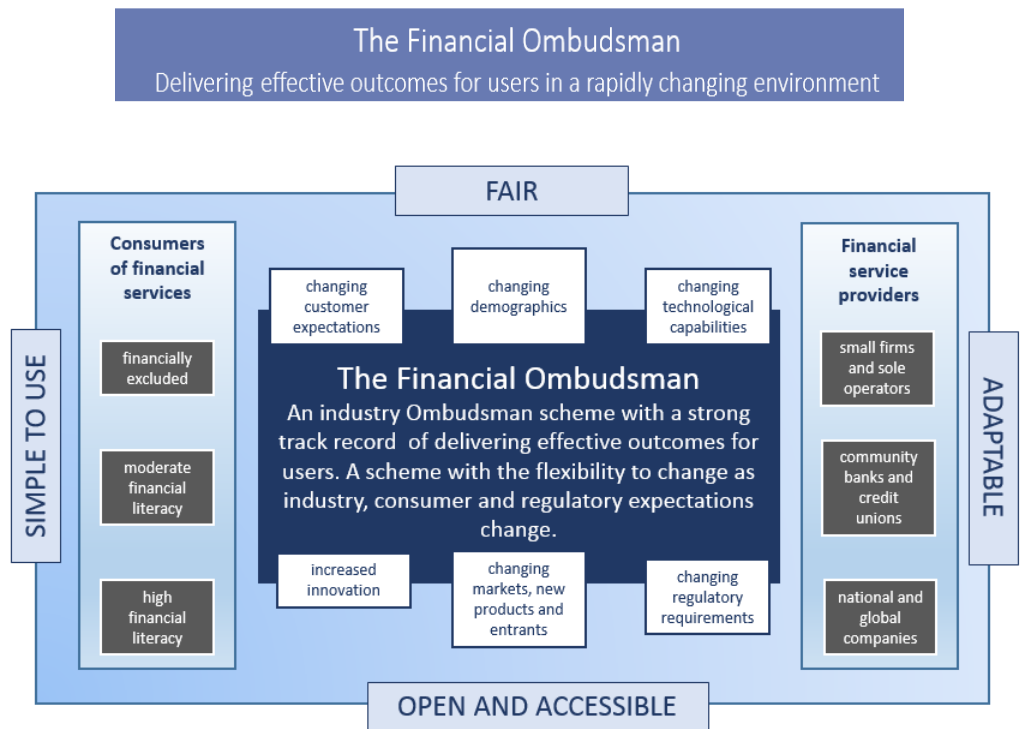 The Financial Ombudsman
Delivering effective outcomes for users in a rapidly changing environment
FAIR
Consumers
of financial
services
financially
excluded
moderate
financial
literacy
high
financial
literacy
SIMPLE TO USE
changing
customer
expectations
changing
demographics
changing
technological
capabilities
The Financial Ombudsman
An industry Ombudsman scheme with a strong
track record of delivering effective outcomes for
users. A scheme with the flexibility to change as
industry, consumer and regulatory expectations
change.
increased
innovation
changing
markets, new
products and
entrants
changing
regulatory
requirements
Financial
service
providers
small firms
and sole
operators
community
banks and
credit
unions
national and
global
companies
ADAPTABLE
OPEN AND ACCESSIBLE